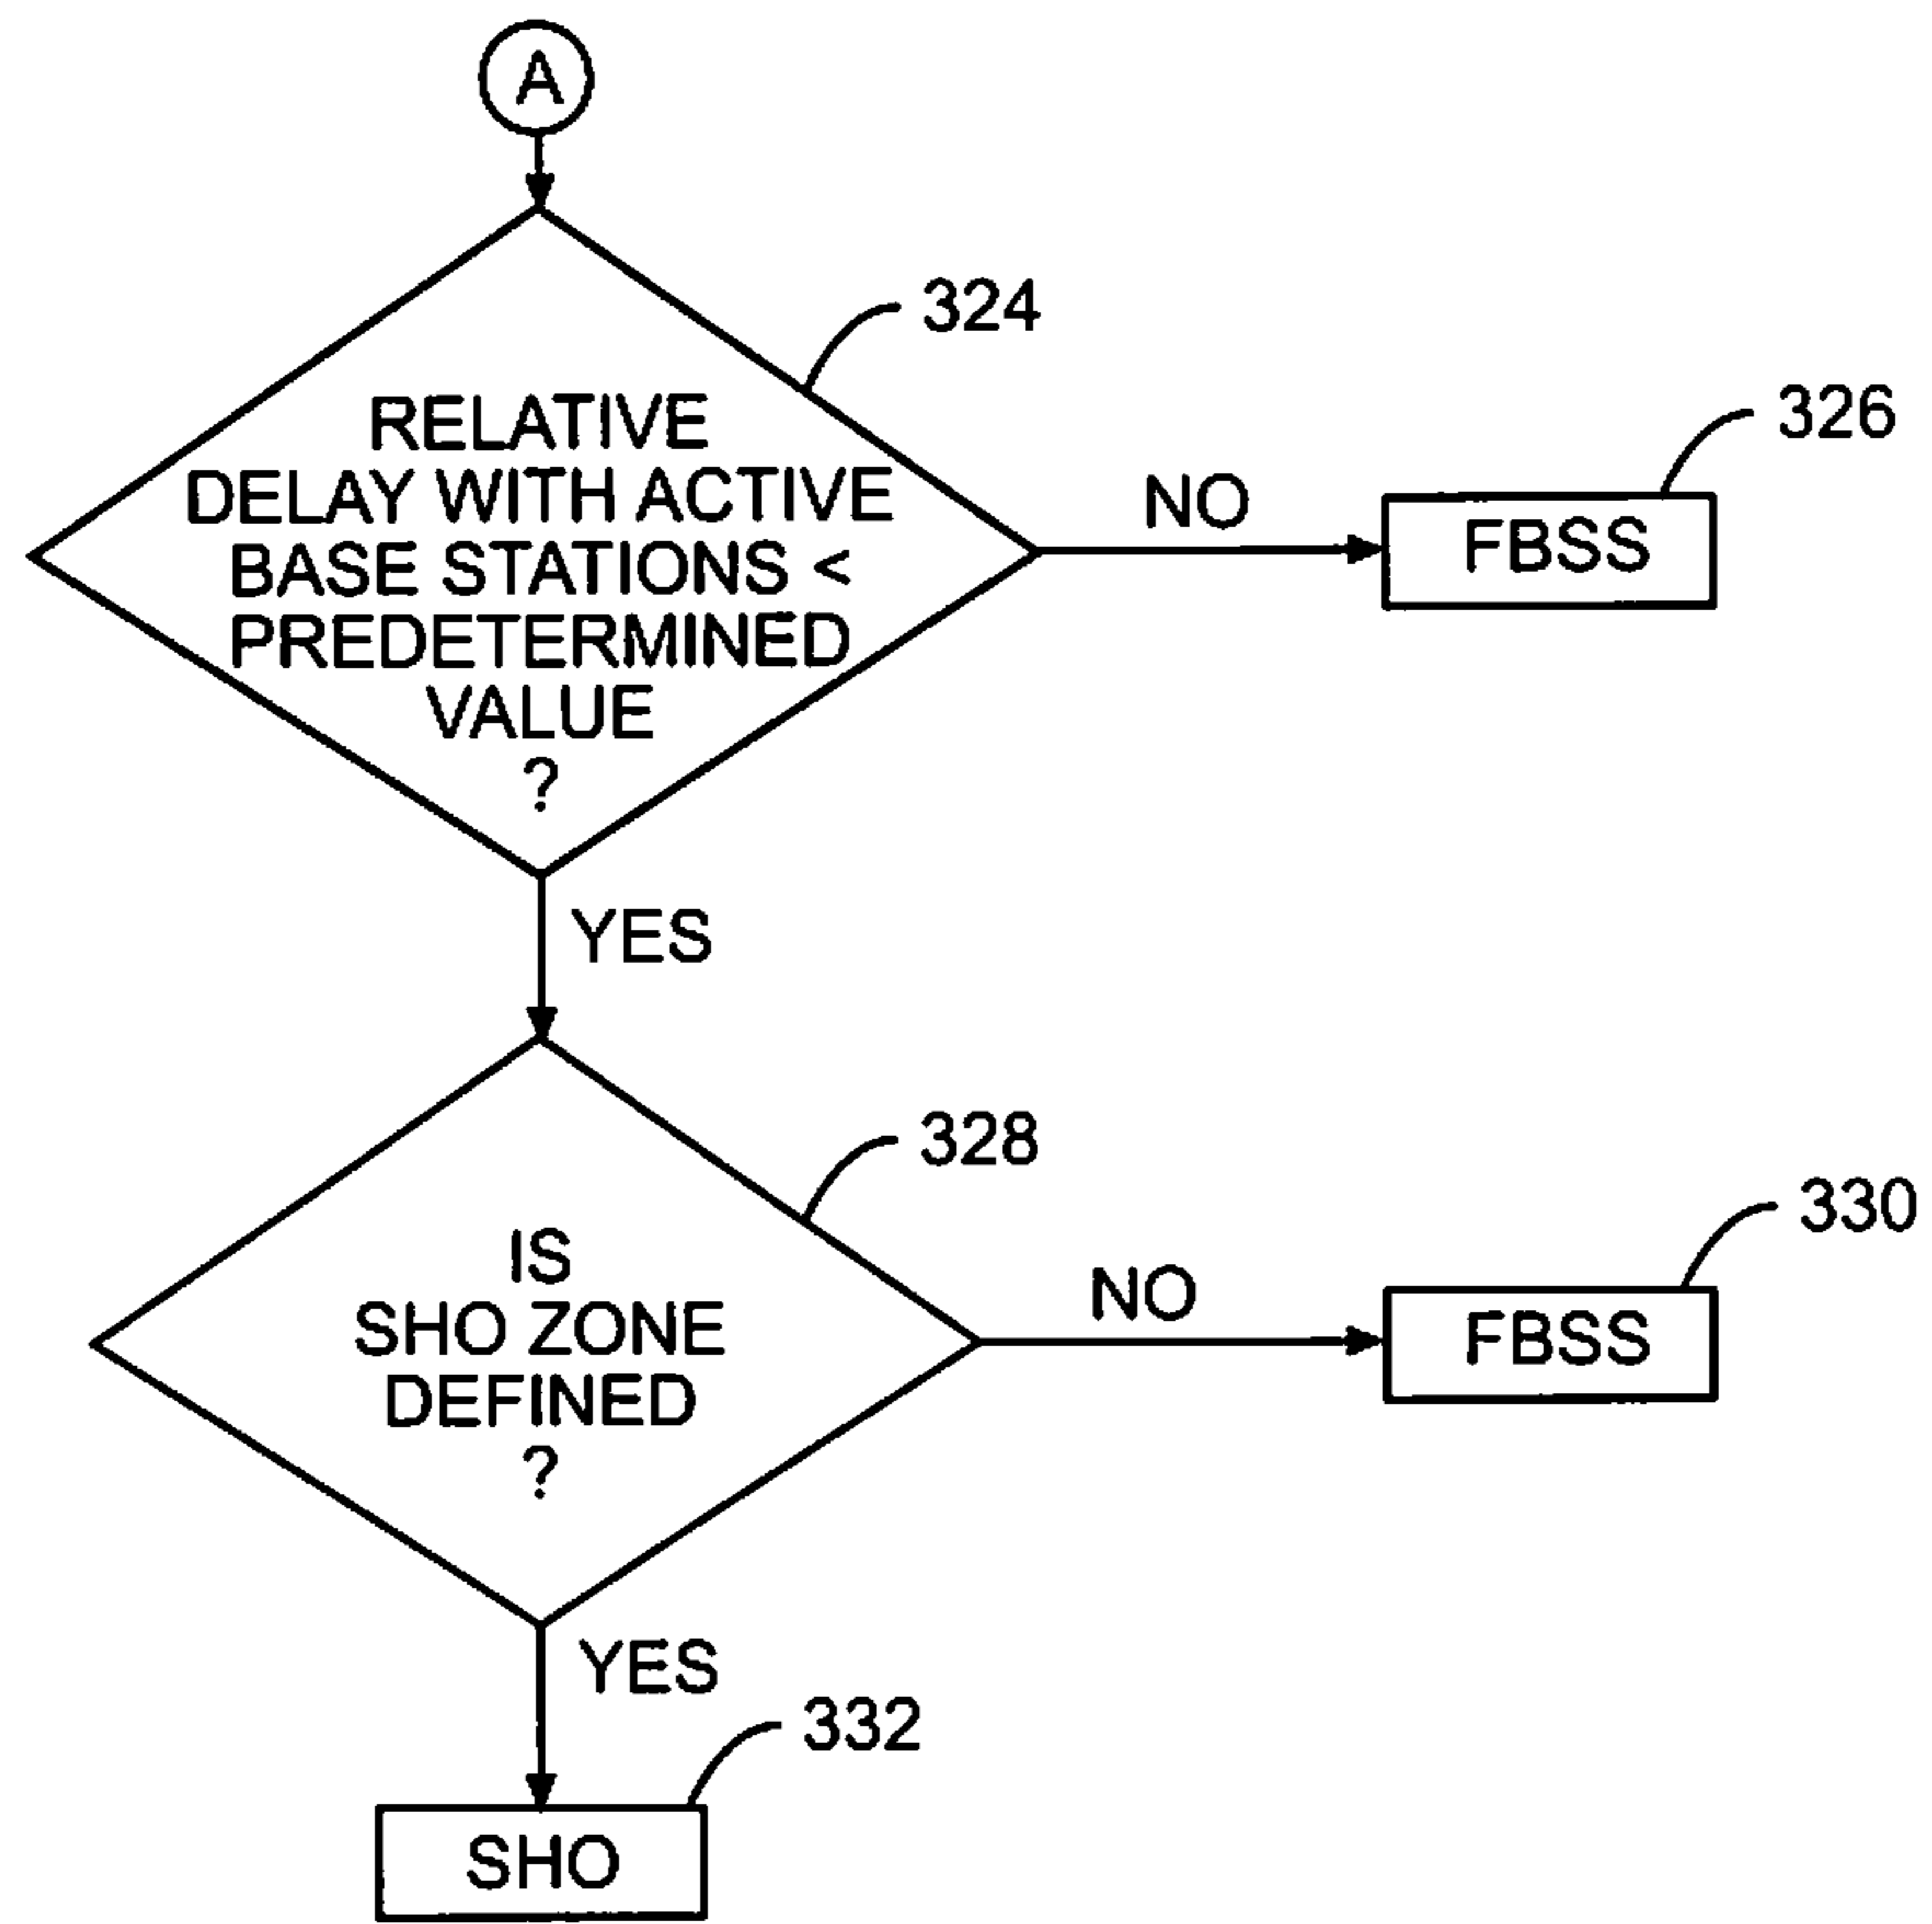 A
324
RELATIVE
DELAY WITH ACTIVE
BASE STATIONS <
PREDETERMINED
VALUE
?
NO
326
FBSS
YES
328
IS
SHO ZONE
DEFINED
?
NO
330
FBSS
YES
332
SHO